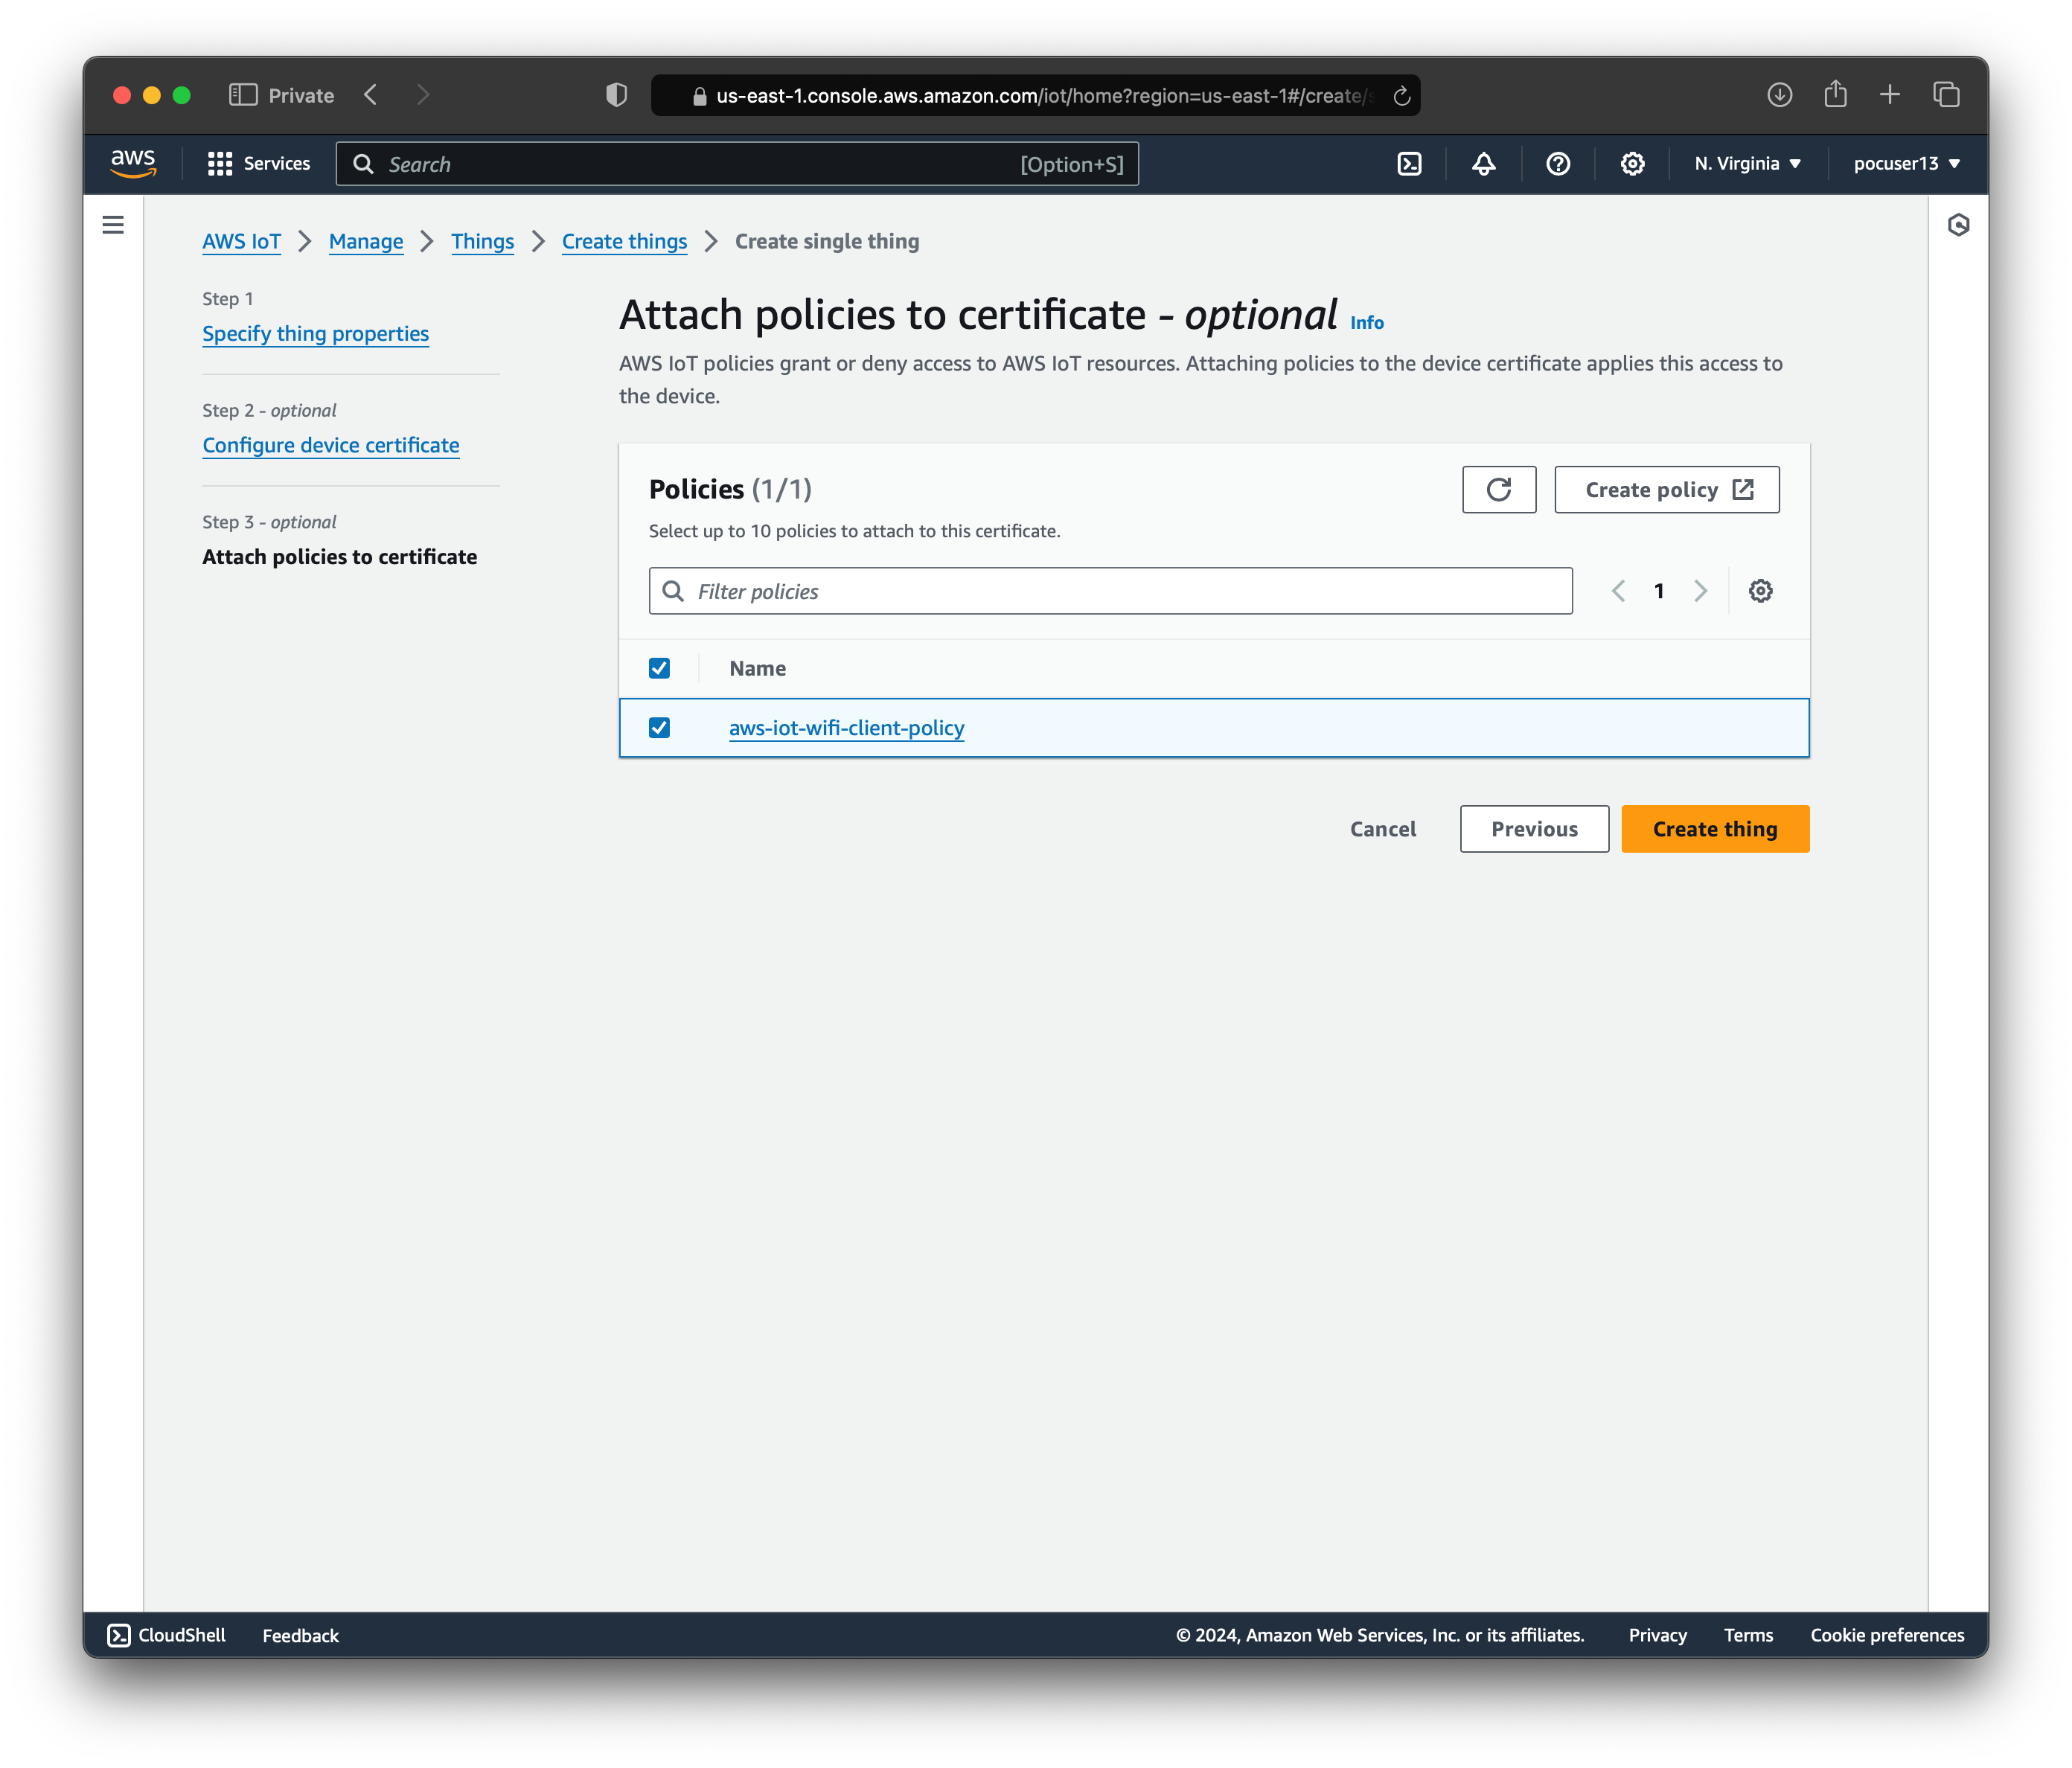 Private
us-east-1.console.aws.amazon.com/iot/home?region=us-east-1#/create/
aws
Services
Search
[Option+S]
N. Virginia
pocuser13
AWS IoT
Manage
Things
Create things
Create single thing
Step 1
Specify thing properties
Step 2 - optional
Configure device certificate
Step 3 - optional
Attach policies to certificate
Attach policies to certificate - optional Info
AWS IoT policies grant or deny access to AWS IoT resources. Attaching policies to the device certificate applies this access to
the device.
Policies (1/1)
Create policy
Select up to 10 policies to attach to this certificate.
Filter policies
1
Name
aws-iot-wifi-client-policy
Cancel
Previous
Create thing
CloudShell
Feedback
© 2024, Amazon Web Services, Inc. or its affiliates.
Privacy
Terms
Cookie preferences